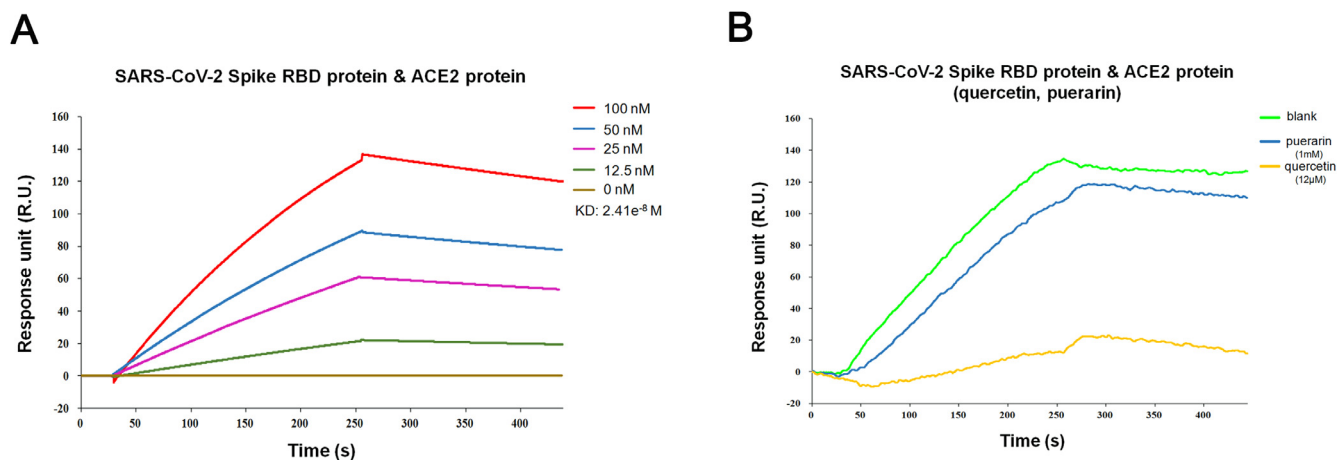 A
SARS-CoV-2 Spike RBD protein & ACE2 protein
Response unit (R.U.)
160
140
120
100
80
60
40
20
0
-20
0
50
100
150
200
250
300
350
400
Time (s)
100 nM
50 nM
25 nM
12.5 nM
0 nM
KD: 2.41e⁻⁸ M
B
SARS-CoV-2 Spike RBD protein & ACE2 protein
(quercetin, puerarin)
Response unit (R.U.)
160
140
120
100
80
60
40
20
0
-20
0
50
100
150
200
250
300
350
400
Time (s)
blank
puerarin
(1mM)
quercetin
(12μM)